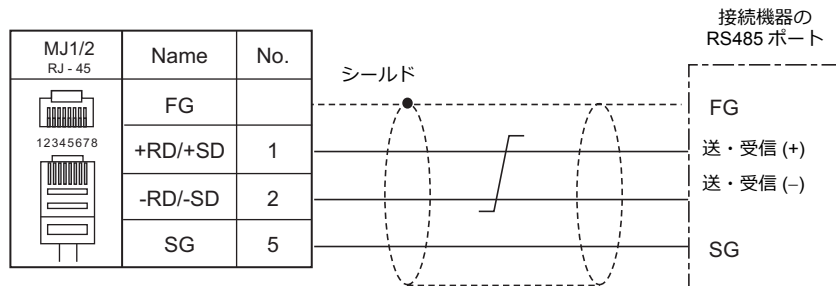 接続機器の
RS485 ポート
MJ1/2
RJ - 45
Name
No.
シールド
FG
FG
12345678
+RD/+SD
1
送・受信 (+)
-RD/-SD
2
送・受信 (–)
SG
5
SG